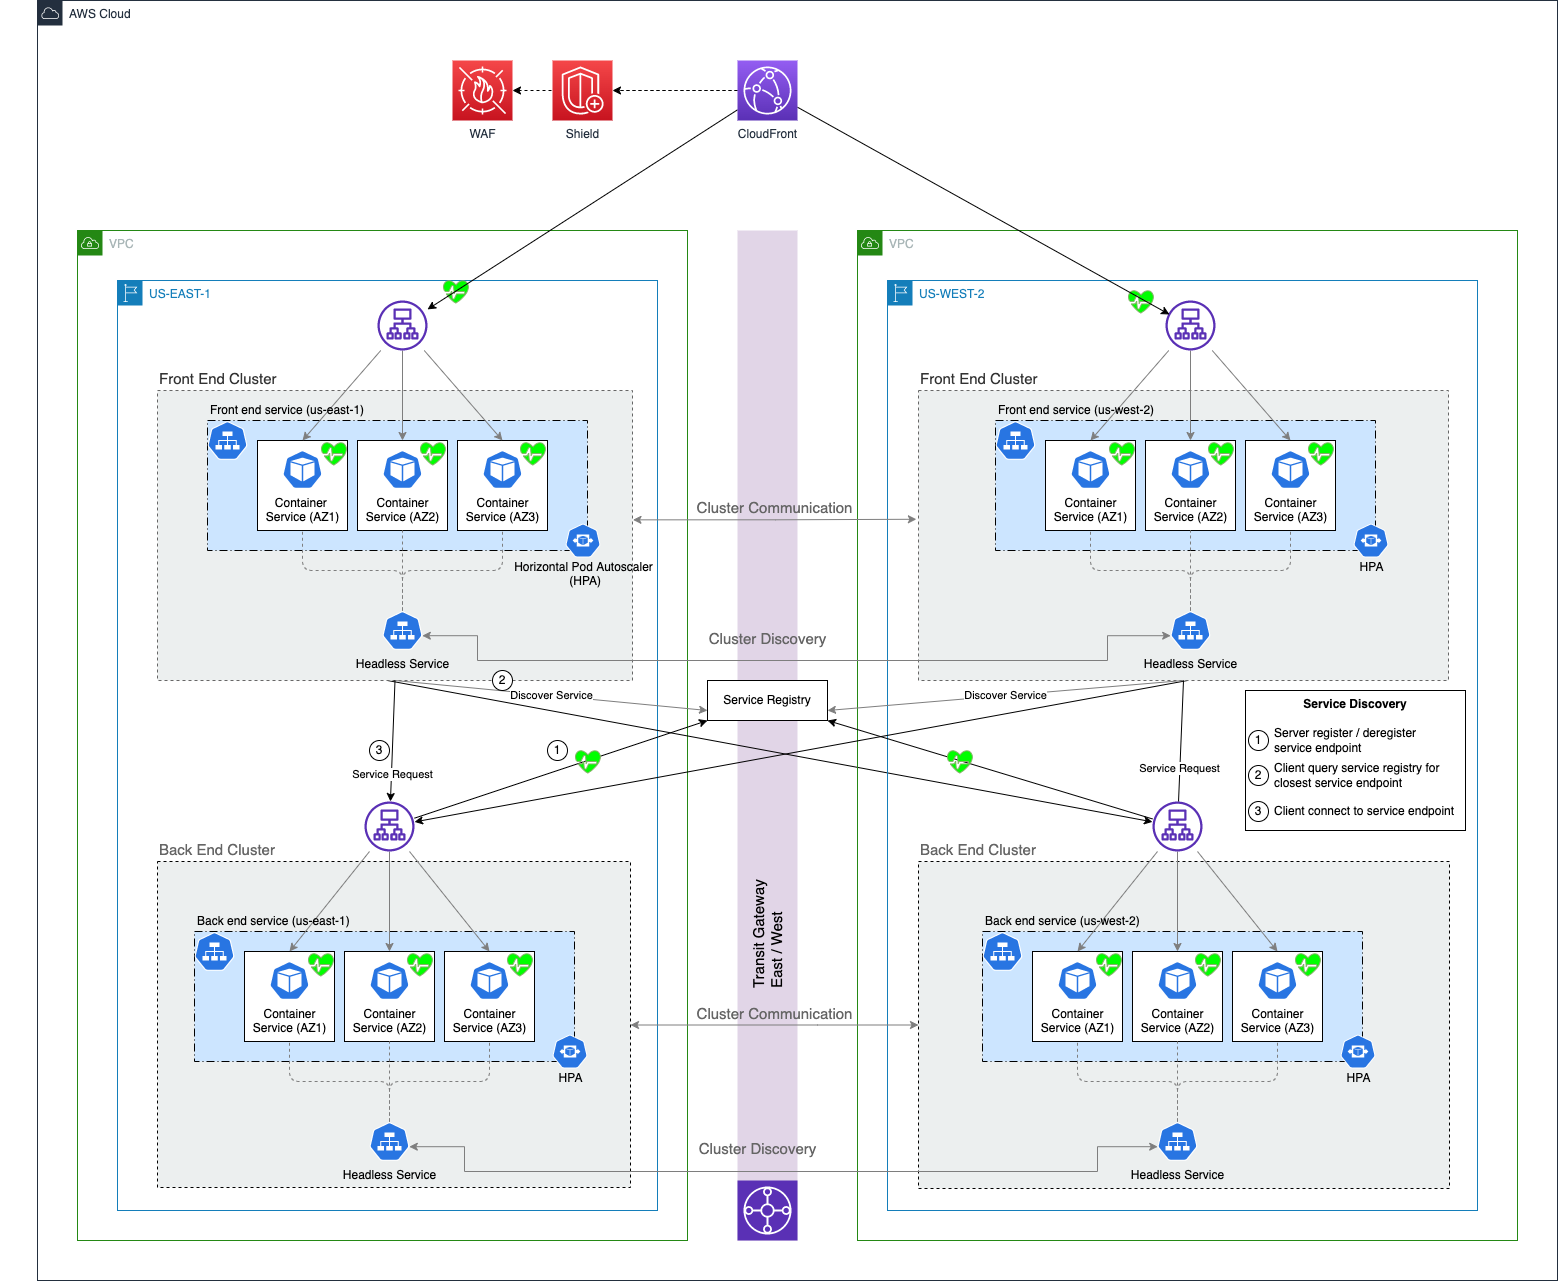 AWS Cloud
WAF
Shield
CloudFront
VPC
VPC
US-EAST-1
US-WEST-2
Front End Cluster
Front End Cluster
Front end service (us-east-1)
Front end service (us-west-2)
Container
Service (AZ1)
Container
Service (AZ2)
Container
Service (AZ3)
Container
Service (AZ1)
Container
Service (AZ2)
Container
Service (AZ3)
Cluster Communication
Horizontal Pod Autoscaler
(HPA)
HPA
Cluster Discovery
Headless Service
Headless Service
2
Discover Service
Service Registry
Discover Service
3
Service Request
1
Service Request
Service Discovery
1
Server register / deregister
service endpoint
2
Client query service registry for
closest service endpoint
3
Client connect to service endpoint
Back End Cluster
Back End Cluster
Transit Gateway
East / West
Back end service (us-east-1)
Back end service (us-west-2)
Container
Service (AZ1)
Container
Service (AZ2)
Container
Service (AZ3)
Container
Service (AZ1)
Container
Service (AZ2)
Container
Service (AZ3)
Cluster Communication
HPA
HPA
Cluster Discovery
Headless Service
Headless Service